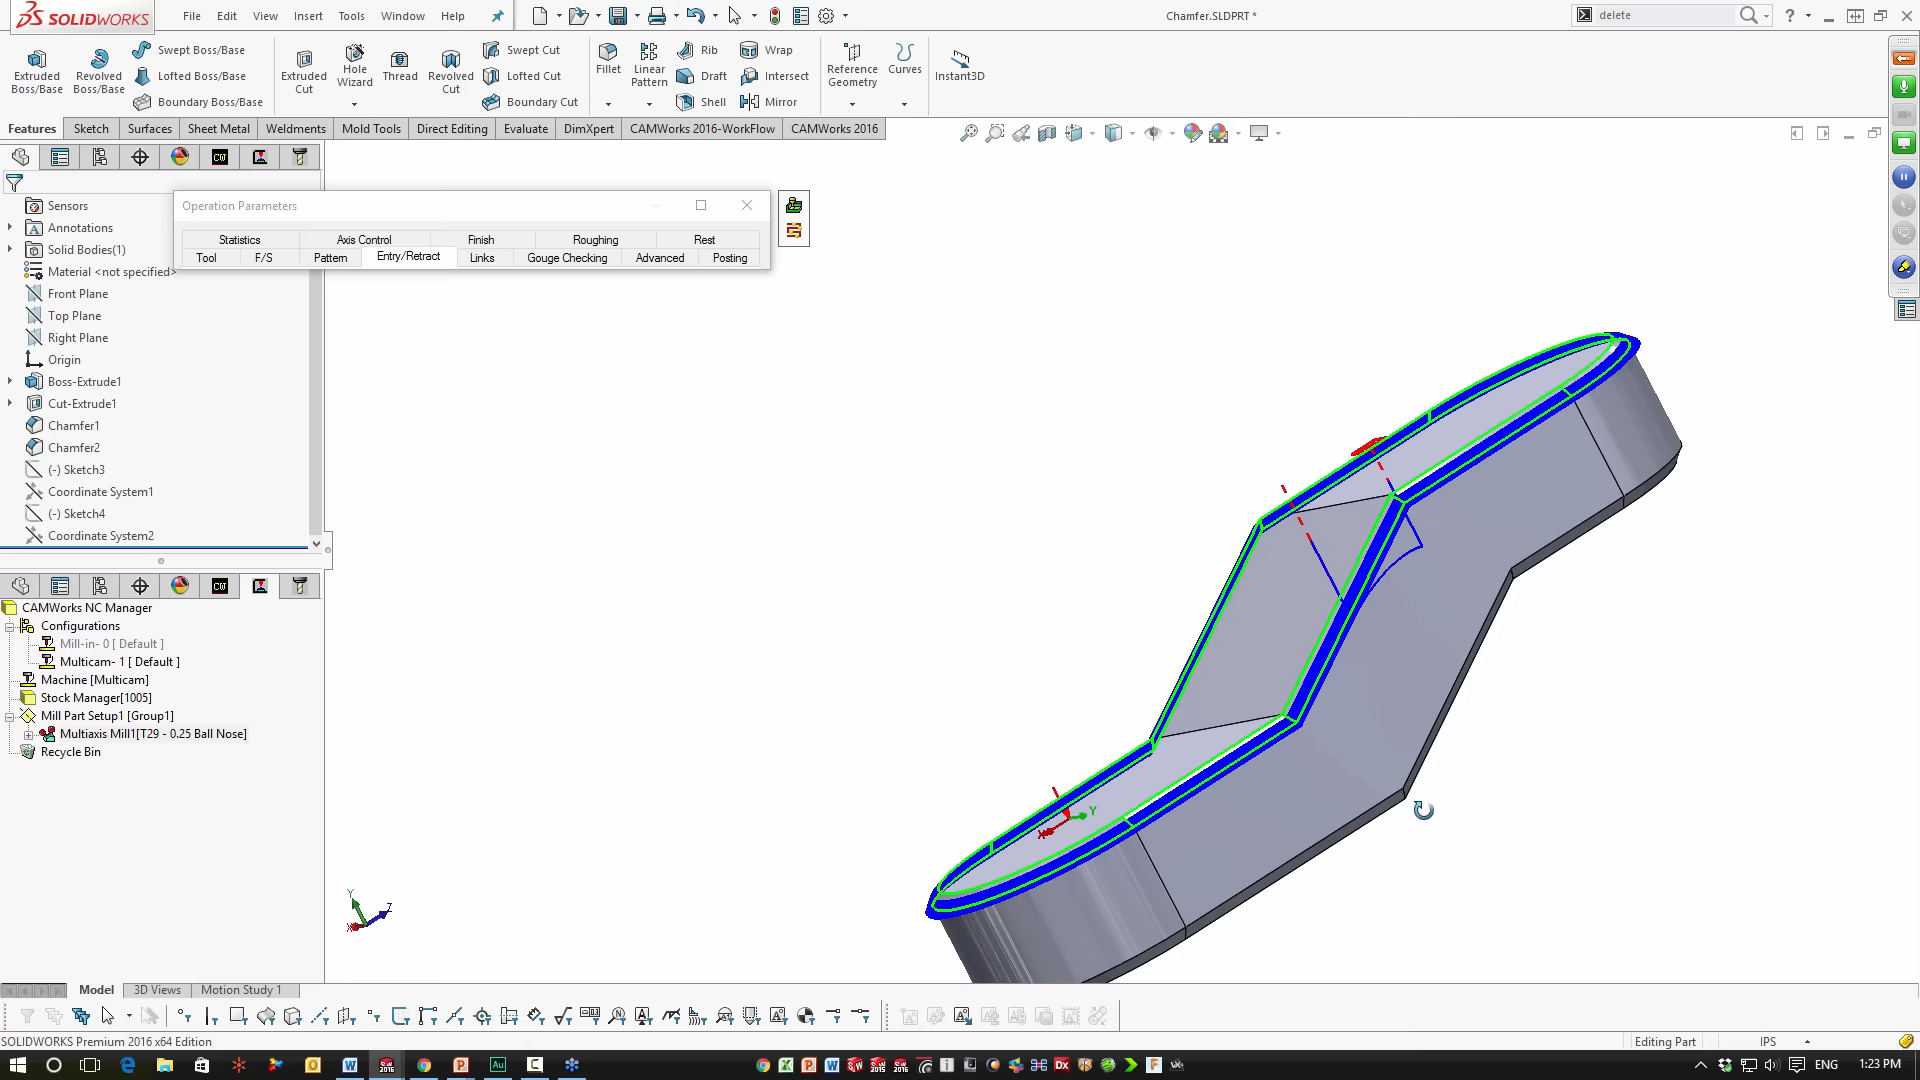 SOLIDWORKS
File Edit View Insert Tools Window Help
Chamfer.SLDPRT *
delete
Extruded Boss/Base
Revolved Boss/Base
Swept Boss/Base
Lofted Boss/Base
Boundary Boss/Base
Extruded Cut
Hole Wizard
Thread
Revolved Cut
Swept Cut
Lofted Cut
Boundary Cut
Fillet
Linear Pattern
Rib
Draft
Shell
Wrap
Intersect
Mirror
Reference Geometry
Curves
Instant3D
Features Sketch Surfaces Sheet Metal Weldments Mold Tools Direct Editing Evaluate DimXpert CAMWorks 2016-WorkFlow CAMWorks 2016
Sensors
Annotations
Solid Bodies(1)
Material <not specified>
Front Plane
Top Plane
Right Plane
Origin
Boss-Extrude1
Cut-Extrude1
Chamfer1
Chamfer2
(-) Sketch3
Coordinate System1
(-) Sketch4
Coordinate System2
Operation Parameters
Statistics Axis Control Finish Roughing Rest
Tool F/S Pattern Entry/Retract Links Gouge Checking Advanced Posting
CAMWorks NC Manager
Configurations
Mill-in- 0 [ Default ]
Multicam- 1 [ Default ]
Machine [Multicam]
Stock Manager[1005]
Mill Part Setup1 [Group1]
Multiaxis Mill1[T29 - 0.25 Ball Nose]
Recycle Bin
X Y
Y Z X
Model 3D Views Motion Study 1
SOLIDWORKS Premium 2016 x64 Edition
Editing Part IPS
ENG 1:23 PM